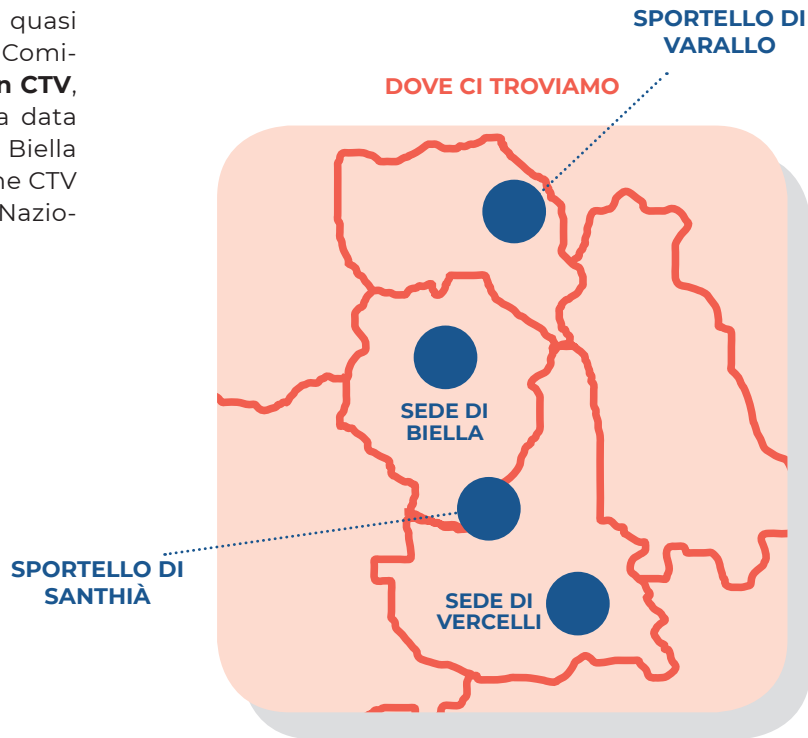 quasi
Comi-
n CTV,
a data
Biella
ne CTV
Nazio-
SPORTELLO DI
VARALLO
DOVE CI TROVIAMO
SEDE DI
BIELLA
SPORTELLO DI
SANTHIÀ
SEDE DI
VERCELLI